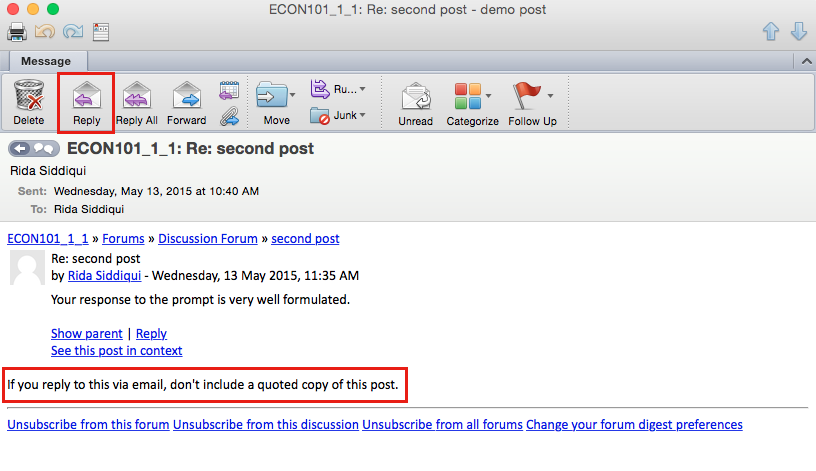 ECON101_1_1: Re: second post - demo post
Message
Delete Reply Reply All Forward Move Ru... Junk Unread Categorize Follow Up
ECON101_1_1: Re: second post
Rida Siddiqui
Sent: Wednesday, May 13, 2015 at 10:40 AM
To: Rida Siddiqui
ECON101_1_1 » Forums » Discussion Forum » second post
Re: second post
by Rida Siddiqui - Wednesday, 13 May 2015, 11:35 AM
Your response to the prompt is very well formulated.
Show parent | Reply
See this post in context
If you reply to this via email, don't include a quoted copy of this post.
Unsubscribe from this forum Unsubscribe from this discussion Unsubscribe from all forums Change your forum digest preferences